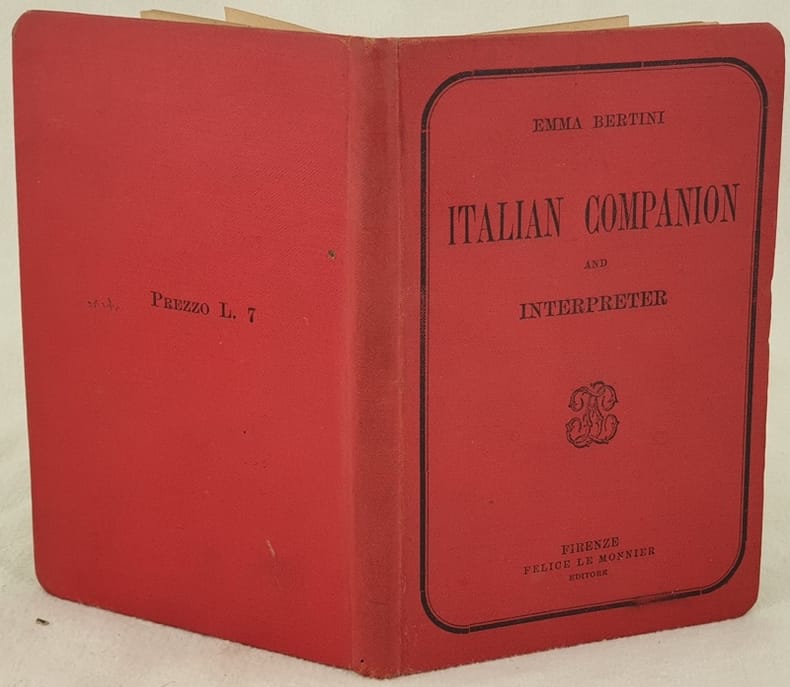 EMMA BERTINI
ITALIAN COMPANION
AND
INTERPRETER
FIRENZE
FELICE LE MONNIER
EDITORE
PREZZO L. 7